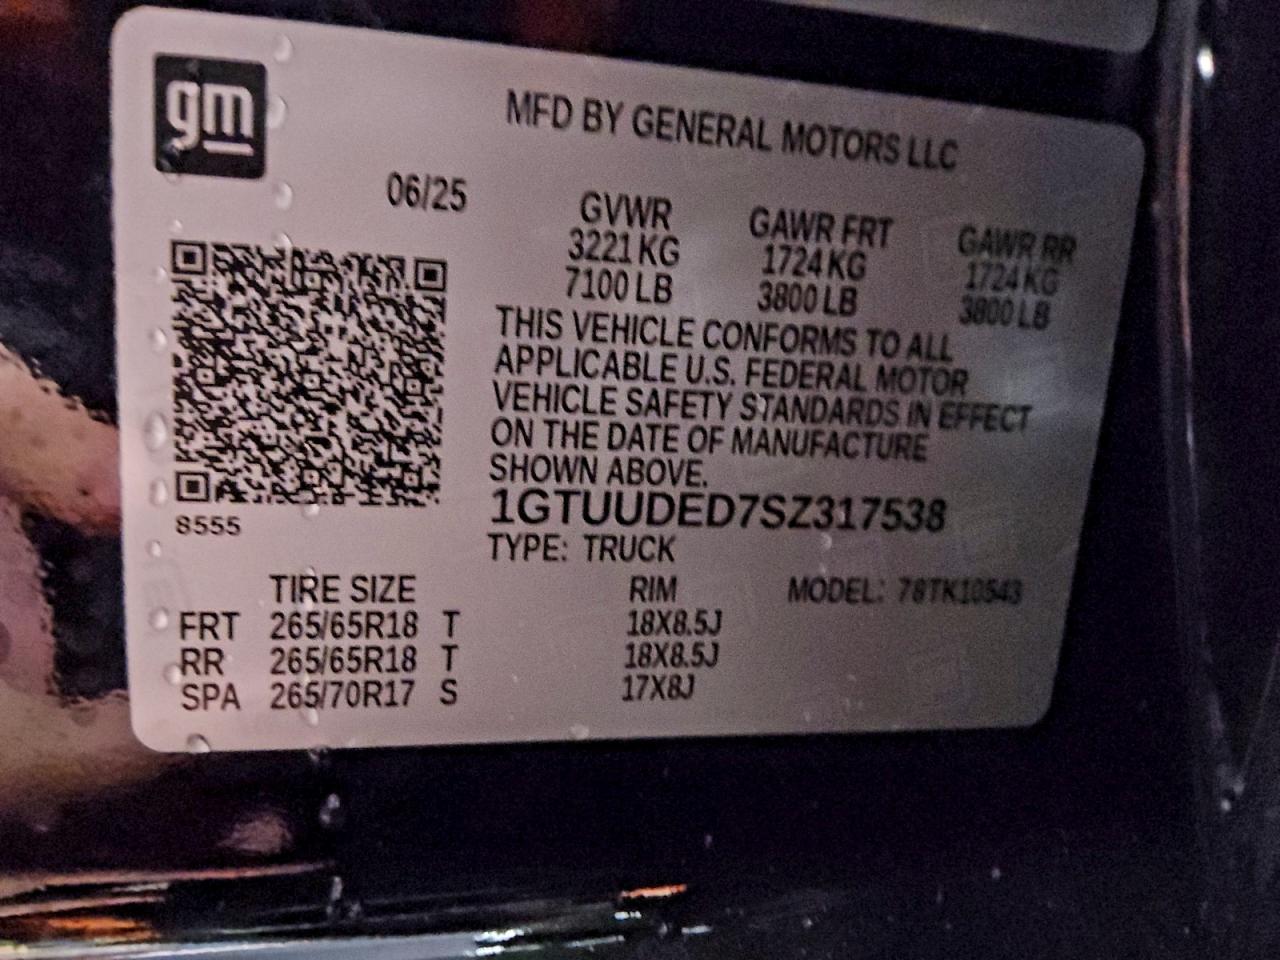 gm
MFD BY GENERAL MOTORS LLC
06/25
GVWR GAWR FRT GAWR RR
3221 KG 1724 KG 1724 KG
7100 LB 3800 LB 3800 LB
THIS VEHICLE CONFORMS TO ALL
APPLICABLE U.S. FEDERAL MOTOR
VEHICLE SAFETY STANDARDS IN EFFECT
ON THE DATE OF MANUFACTURE
SHOWN ABOVE.
1GTUUDED7SZ317538
8555
TYPE: TRUCK
TIRE SIZE RIM MODEL: 78TK10543
FRT 265/65R18 T 18X8.5J
RR 265/65R18 T 18X8.5J
SPA 265/70R17 S 17X8J